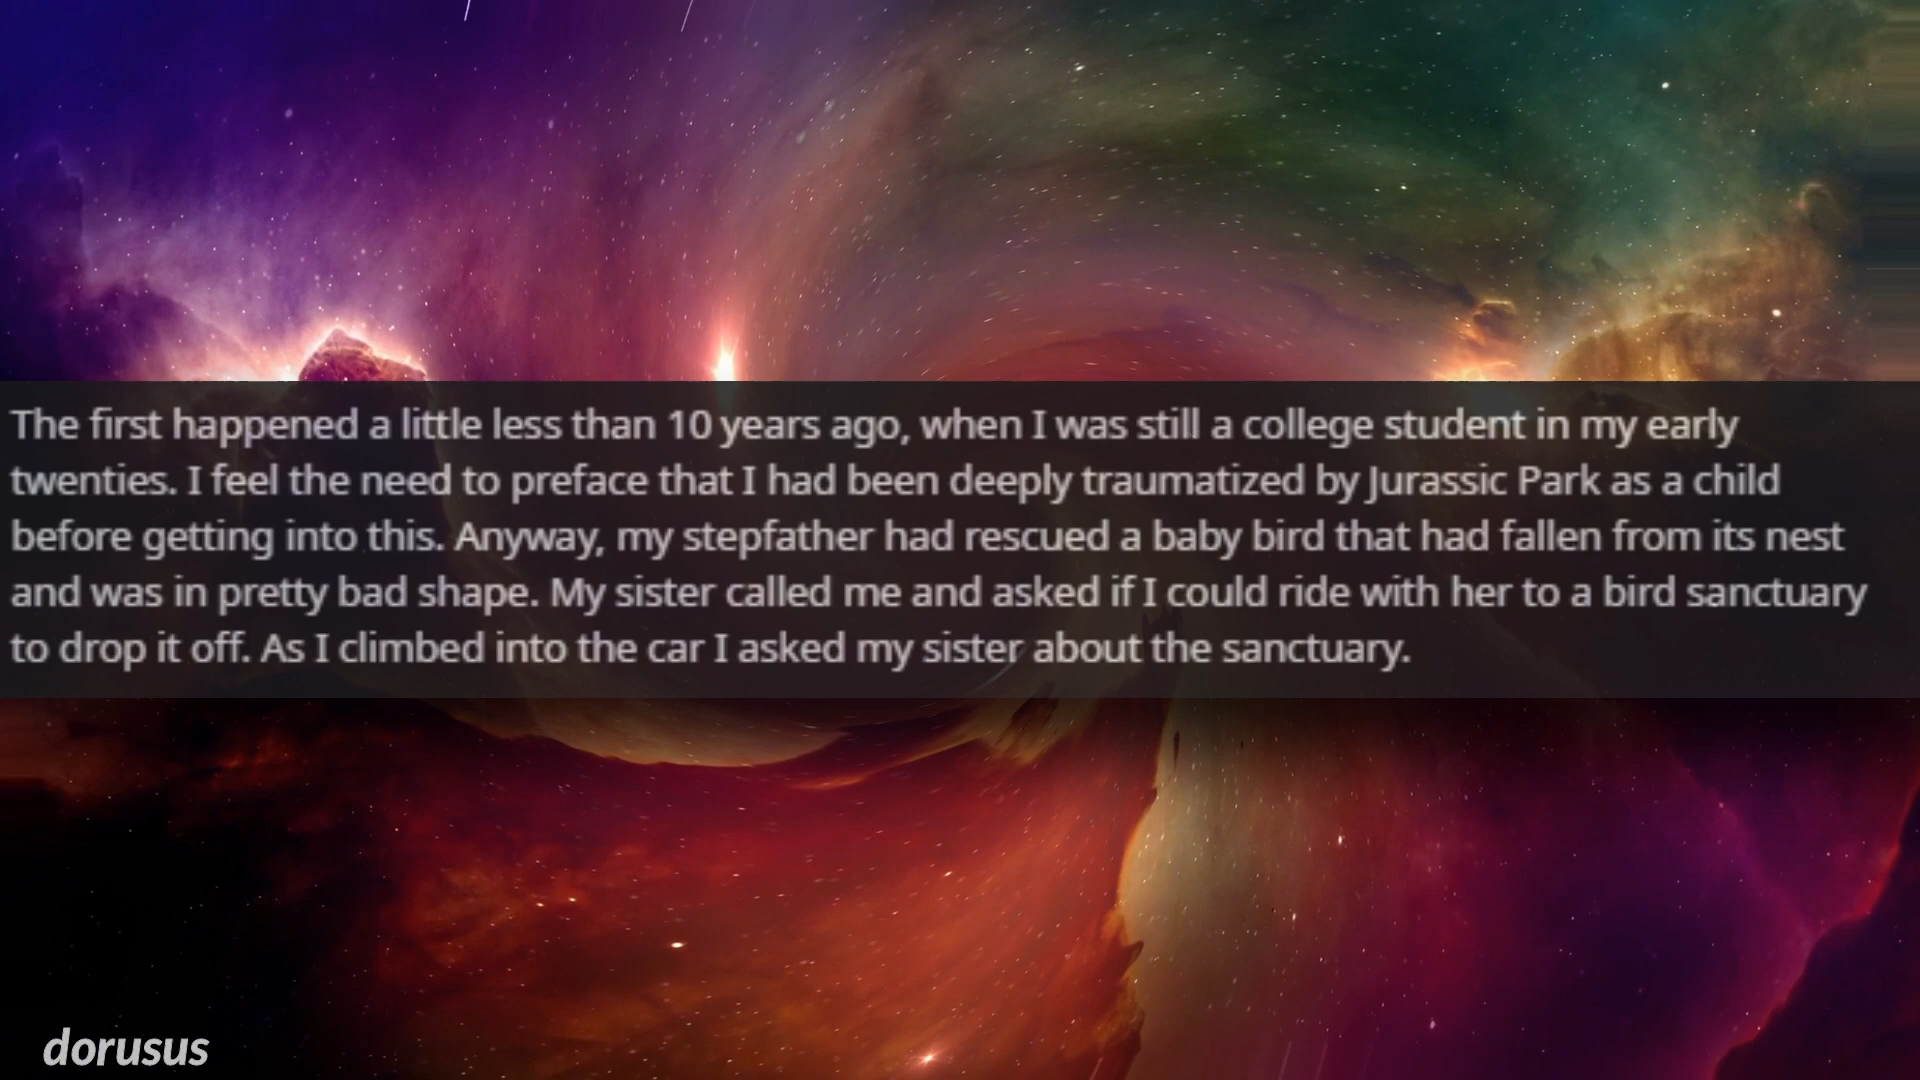 The first happened a little less than 10 years ago, when I was still a college student in my early
twenties. I feel the need to preface that I had been deeply traumatized by Jurassic Park as a child
before getting into this. Anyway, my stepfather had rescued a baby bird that had fallen from its nest
and was in pretty bad shape. My sister called me and asked if I could ride with her to a bird sanctuary
to drop it off. As I climbed into the car I asked my sister about the sanctuary.
dorusus